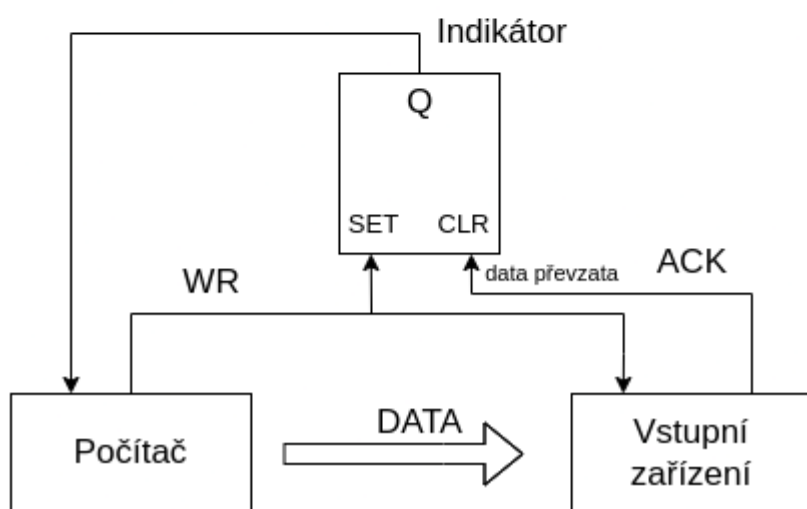 Indikátor
Q
SET CLR
WR
data převzata
ACK
Počítač
DATA
Vstupní
zařízení